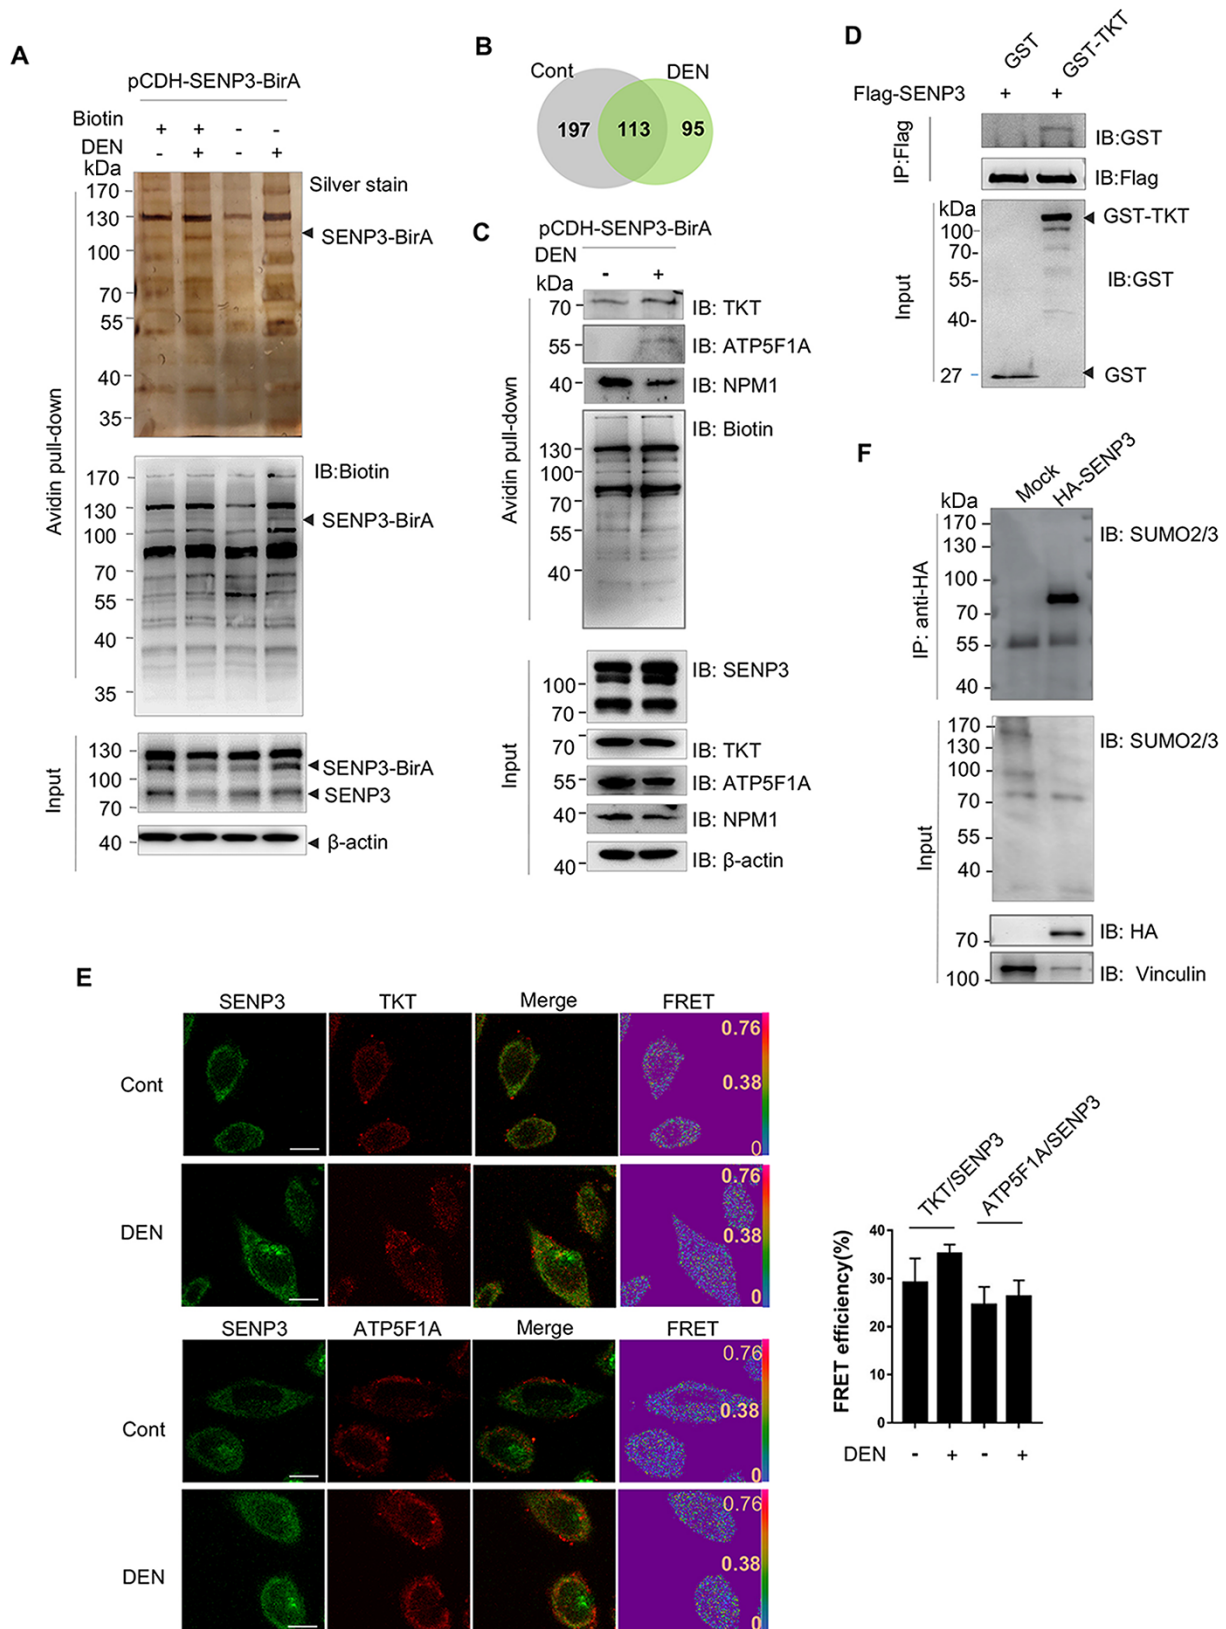 A
pCDH-SENP3-BirA
Biotin + + - -
DEN - + - +
kDa
Avidin pull-down
170
130
100
70
55
40
35-
Silver stain
SENP3-BirA
170
130
100
70
55
40
35
IB:Biotin
SENP3-BirA
Input
130
100
70
40
SENP3-BirA
SENP3
β-actin
B
Cont
DEN
197
113
95
C
pCDH-SENP3-BirA
DEN
- +
kDa
Avidin pull-down
70
IB: TKT
55
IB: ATP5F1A
40
IB: NPM1
IB: Biotin
130
100
70
55
40
Input
100
70
IB: SENP3
70
IB: TKT
55
IB: ATP5F1A
40
IB: NPM1
40
IB: β-actin
D
GST
GST-TKT
Flag-SENP3 + +
IP:Flag
IB:GST
IB:Flag
Input
kDa
100-
70-
55-
40-
27
GST-TKT
IB:GST
GST
F
Mock
HA-SENP3
kDa
IP: anti-HA
170
130
100
70
55
40
IB: SUMO2/3
Input
170
130
100
70
55
40
IB: SUMO2/3
70
IB: HA
100
IB: Vinculin
E
SENP3 TKT Merge FRET
Cont
0.76
0.38
0
DEN
0.76
0.38
0
SENP3 ATP5F1A Merge FRET
Cont
0.76
0.38
0
DEN
0.76
0.38
0
TKT/SENP3
ATP5F1A/SENP3
FRET efficiency(%)
40
30
20
10
0
DEN - + - +